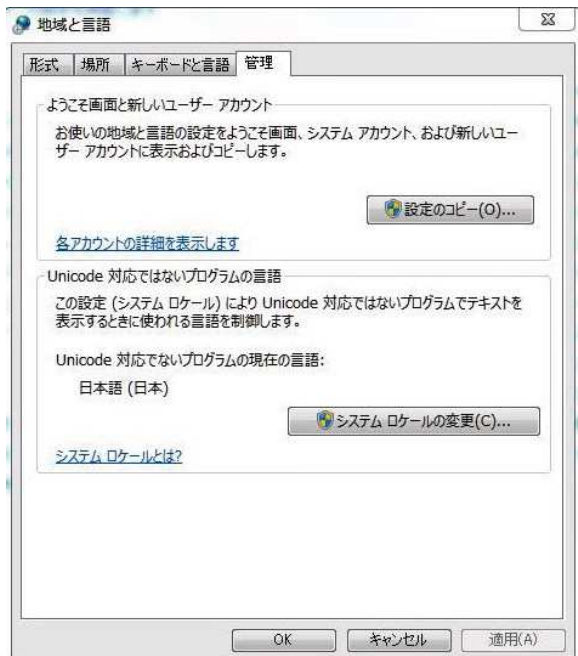 地域と言語
形式 場所 キーボードと言語 管理
ようこそ画面と新しいユーザー アカウント
お使いの地域と言語の設定をようこそ画面、システム アカウント、および新しいユー
ザー アカウントに表示およびコピーします。
設定のコピー(O)...
各アカウントの詳細を表示します
Unicode 対応ではないプログラムの言語
この設定 (システム ロケール) により Unicode 対応ではないプログラムでテキストを
表示するときに使われる言語を制御します。
Unicode 対応でないプログラムの現在の言語:
日本語 (日本)
システム ロケールの変更(C)...
システム ロケールとは?
OK キャンセル 適用(A)